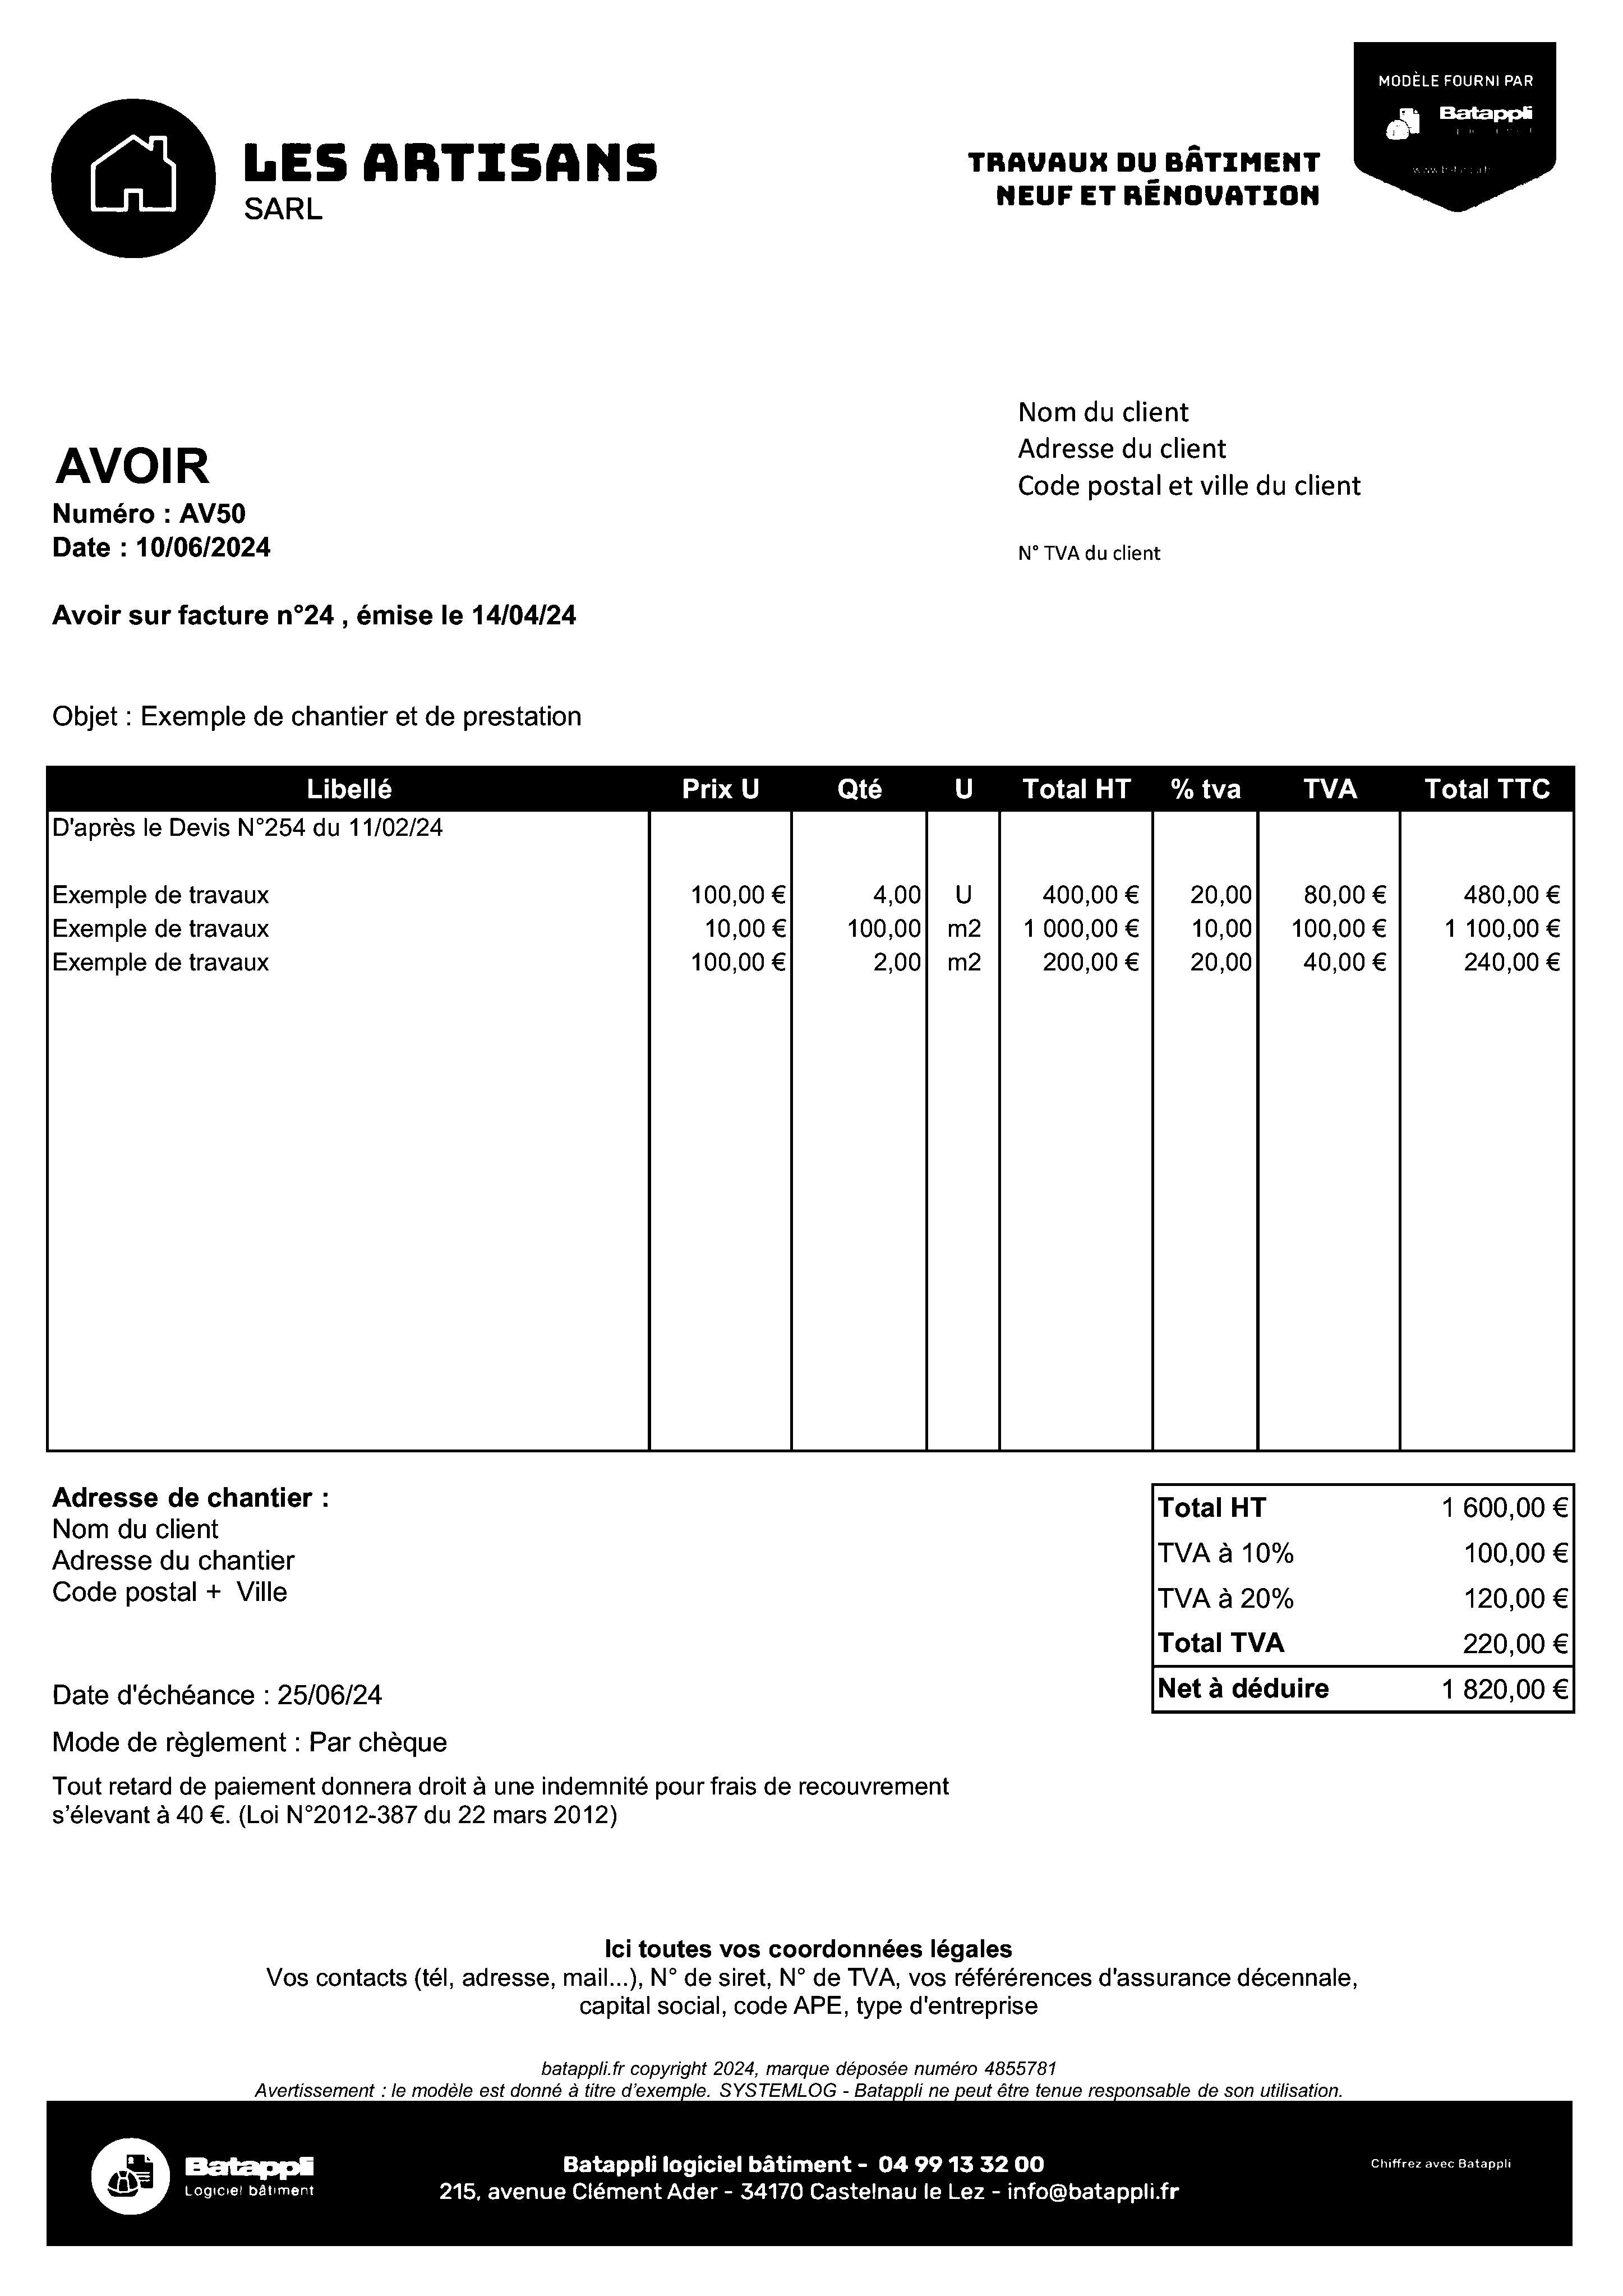 MODÈLE FOURNI PAR
Batappli
LES ARTISANS
SARL
TRAVAUX DU BÂTIMENT
NEUF ET RÉNOVATION
Nom du client
Adresse du client
Code postal et ville du client
N° TVA du client
AVOIR
Numéro : AV50
Date : 10/06/2024
Avoir sur facture n°24 , émise le 14/04/24
Objet : Exemple de chantier et de prestation
Libellé Prix U Qté U Total HT % tva TVA Total TTC
D'après le Devis N°254 du 11/02/24
Exemple de travaux 100,00 € 4,00 U 400,00 € 20,00 80,00 € 480,00 €
Exemple de travaux 10,00 € 100,00 m2 1 000,00 € 10,00 100,00 € 1 100,00 €
Exemple de travaux 100,00 € 2,00 m2 200,00 € 20,00 40,00 € 240,00 €
Adresse de chantier :
Nom du client
Adresse du chantier
Code postal + Ville
Total HT 1 600,00 €
TVA à 10% 100,00 €
TVA à 20% 120,00 €
Total TVA 220,00 €
Net à déduire 1 820,00 €
Date d'échéance : 25/06/24
Mode de règlement : Par chèque
Tout retard de paiement donnera droit à une indemnité pour frais de recouvrement
s’élevant à 40 €. (Loi N°2012-387 du 22 mars 2012)
Ici toutes vos coordonnées légales
Vos contacts (tél, adresse, mail...), N° de siret, N° de TVA, vos référérences d'assurance décennale,
capital social, code APE, type d'entreprise
batappli.fr copyright 2024, marque déposée numéro 4855781
Avertissement : le modèle est donné à titre d’exemple. SYSTEMLOG - Batappli ne peut être tenue responsable de son utilisation.
Batappli
Logiciel bâtiment
Batappli logiciel bâtiment - 04 99 13 32 00
215, avenue Clément Ader - 34170 Castelnau le Lez - info@batappli.fr
Chiffrez avec Batappli